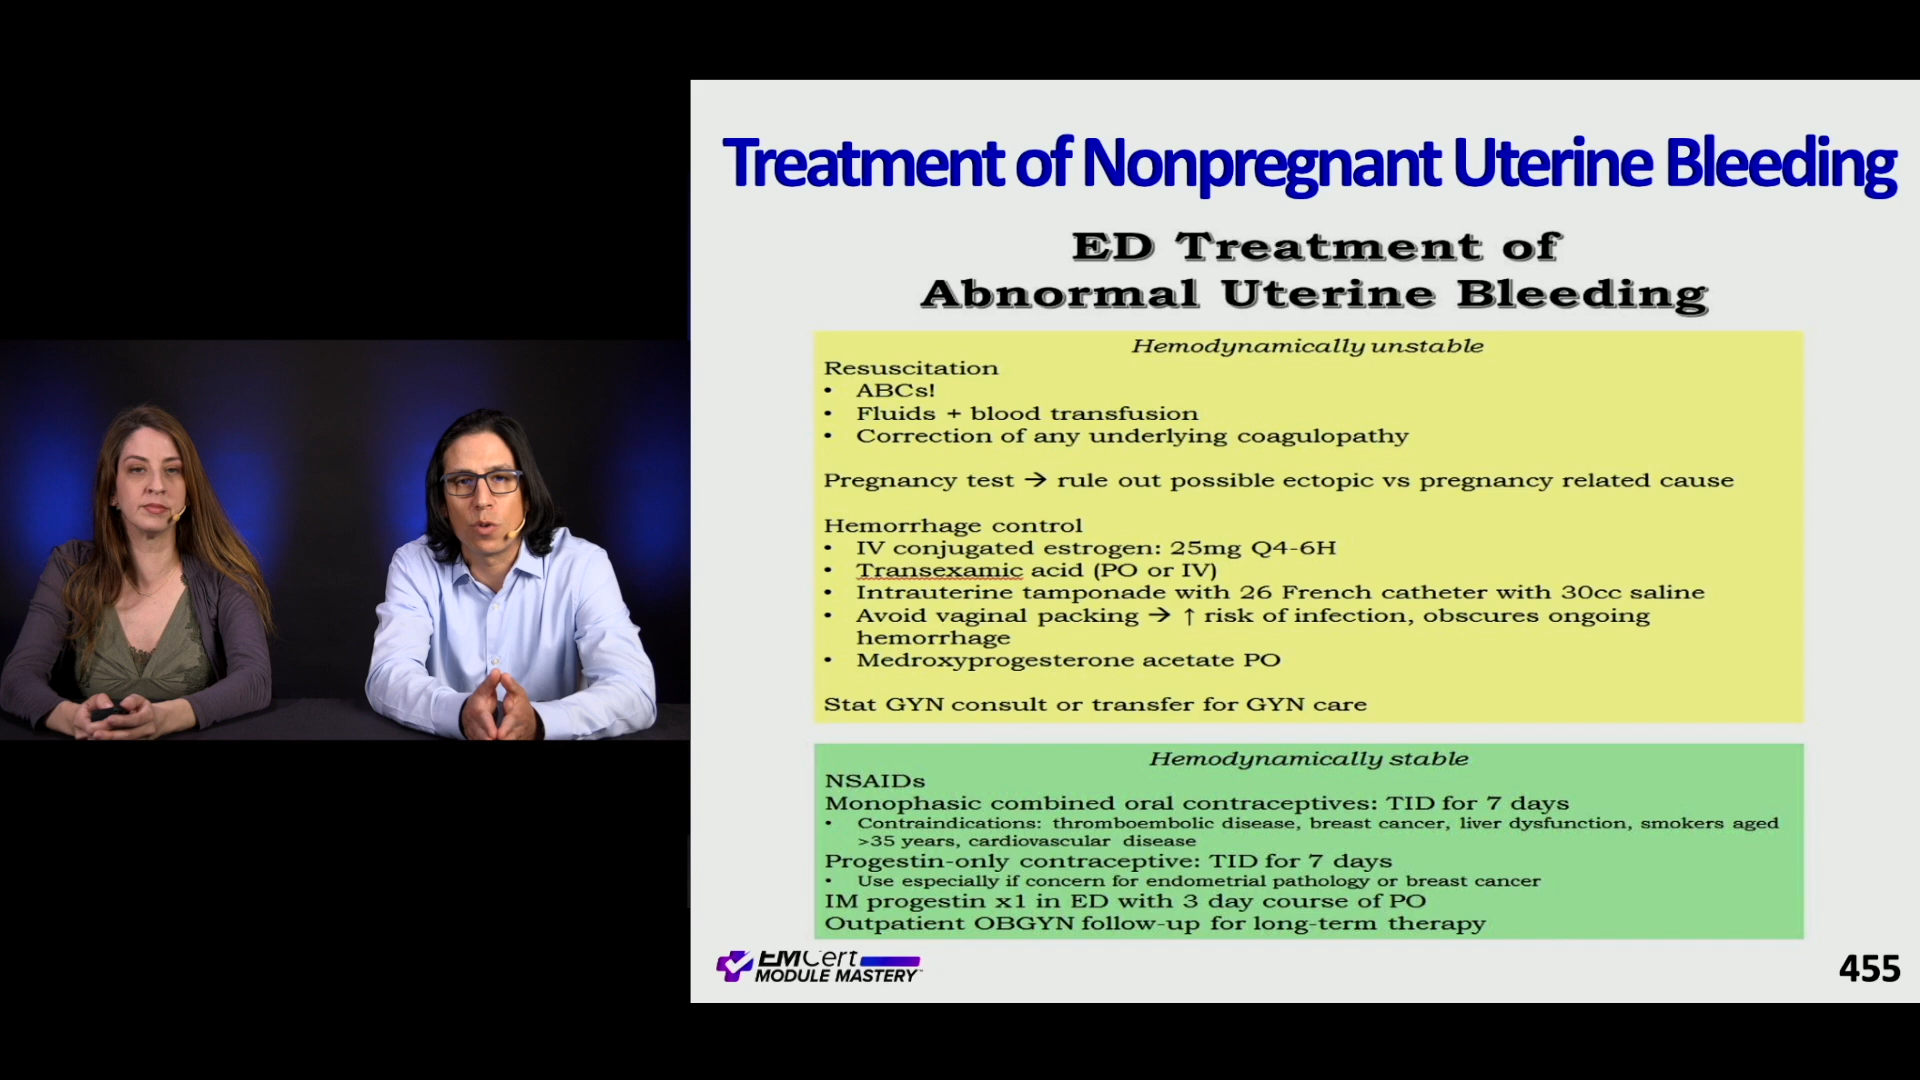 Treatment of Nonpregnant Uterine Bleeding
ED Treatment of
Abnormal Uterine Bleeding
Hemodynamically unstable
Resuscitation
• ABCs!
• Fluids + blood transfusion
• Correction of any underlying coagulopathy
Pregnancy test → rule out possible ectopic vs pregnancy related cause
Hemorrhage control
• IV conjugated estrogen: 25mg Q4-6H
• Transexamic acid (PO or IV)
• Intrauterine tamponade with 26 French catheter with 30cc saline
• Avoid vaginal packing → ↑ risk of infection, obscures ongoing
hemorrhage
• Medroxyprogesterone acetate PO
Stat GYN consult or transfer for GYN care
Hemodynamically stable
NSAIDs
Monophasic combined oral contraceptives: TID for 7 days
• Contraindications: thromboembolic disease, breast cancer, liver dysfunction, smokers aged
>35 years, cardiovascular disease
Progestin-only contraceptive: TID for 7 days
• Use especially if concern for endometrial pathology or breast cancer
IM progestin x1 in ED with 3 day course of PO
Outpatient OBGYN follow-up for long-term therapy
EMCert
MODULE MASTERY
455